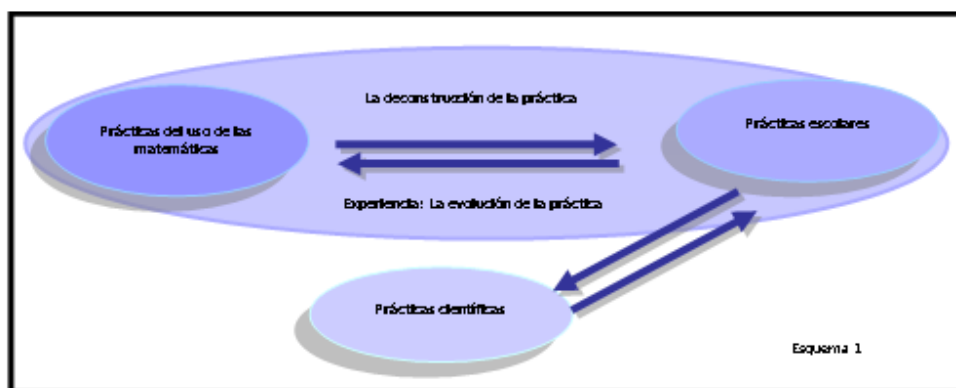 La deconstrucción de la práctica
Prácticas del uso de las
matemáticas
Prácticas escolares
Experiencia: La evolución de la práctica
Prácticas científicas
Esquema 1